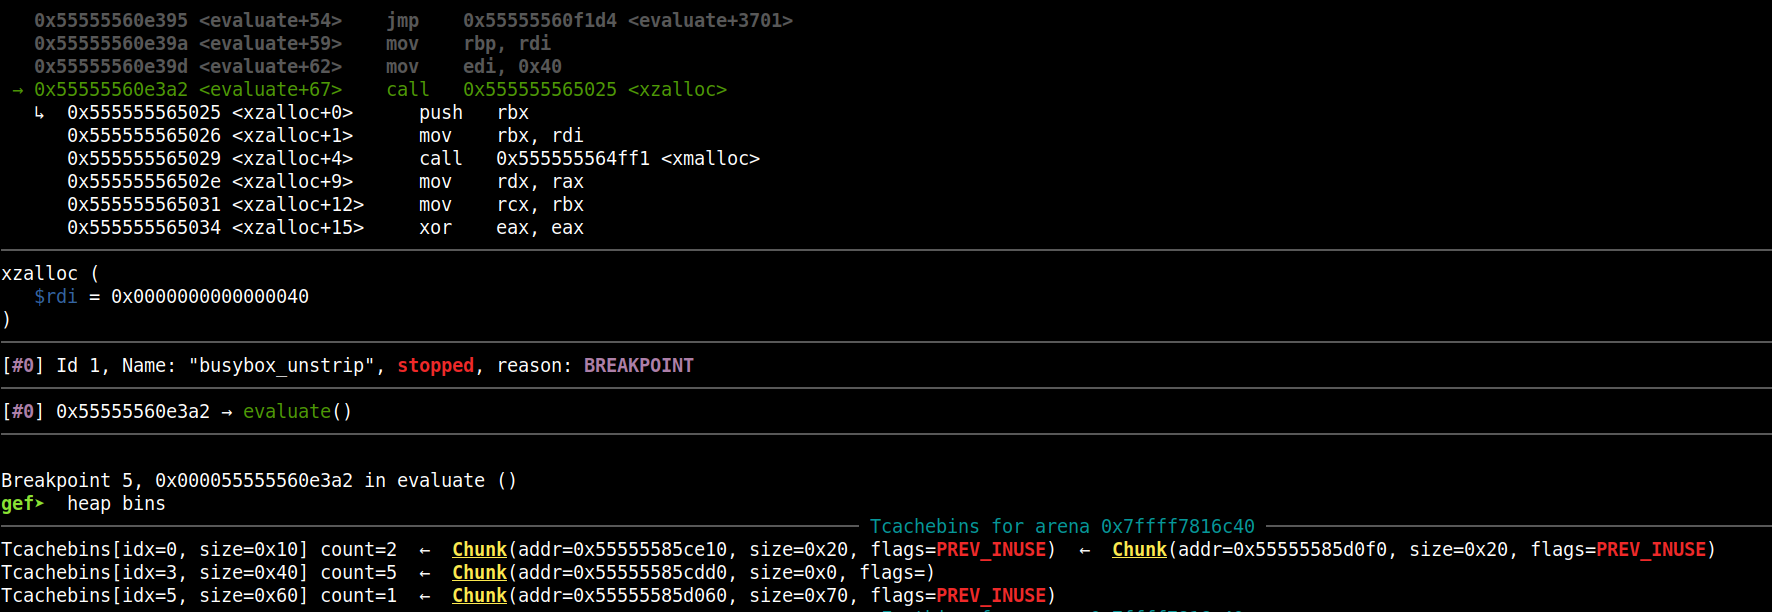 0x55555560e395 <evaluate+54> jmp 0x55555560f1d4 <evaluate+3701>
0x55555560e39a <evaluate+59> mov rbp, rdi
0x55555560e39d <evaluate+62> mov edi, 0x40
→ 0x55555560e3a2 <evaluate+67> call 0x555555565025 <xzalloc>
↳ 0x555555565025 <xzalloc+0> push rbx
0x555555565026 <xzalloc+1> mov rbx, rdi
0x555555565029 <xzalloc+4> call 0x555555564ff1 <xmalloc>
0x55555556502e <xzalloc+9> mov rdx, rax
0x555555565031 <xzalloc+12> mov rcx, rbx
0x555555565034 <xzalloc+15> xor eax, eax
xzalloc (
$rdi = 0x0000000000000040
)
[#0] Id 1, Name: "busybox_unstrip", stopped, reason: BREAKPOINT
[#0] 0x55555560e3a2 → evaluate()
Breakpoint 5, 0x000055555560e3a2 in evaluate ()
gef➤ heap bins
Tcachebins for arena 0x7ffff7816c40
Tcachebins[idx=0, size=0x10] count=2 ← Chunk(addr=0x55555585ce10, size=0x20, flags=PREV_INUSE) ← Chunk(addr=0x55555585d0f0, size=0x20, flags=PREV_INUSE)
Tcachebins[idx=3, size=0x40] count=5 ← Chunk(addr=0x55555585cdd0, size=0x0, flags=)
Tcachebins[idx=5, size=0x60] count=1 ← Chunk(addr=0x55555585d060, size=0x70, flags=PREV_INUSE)